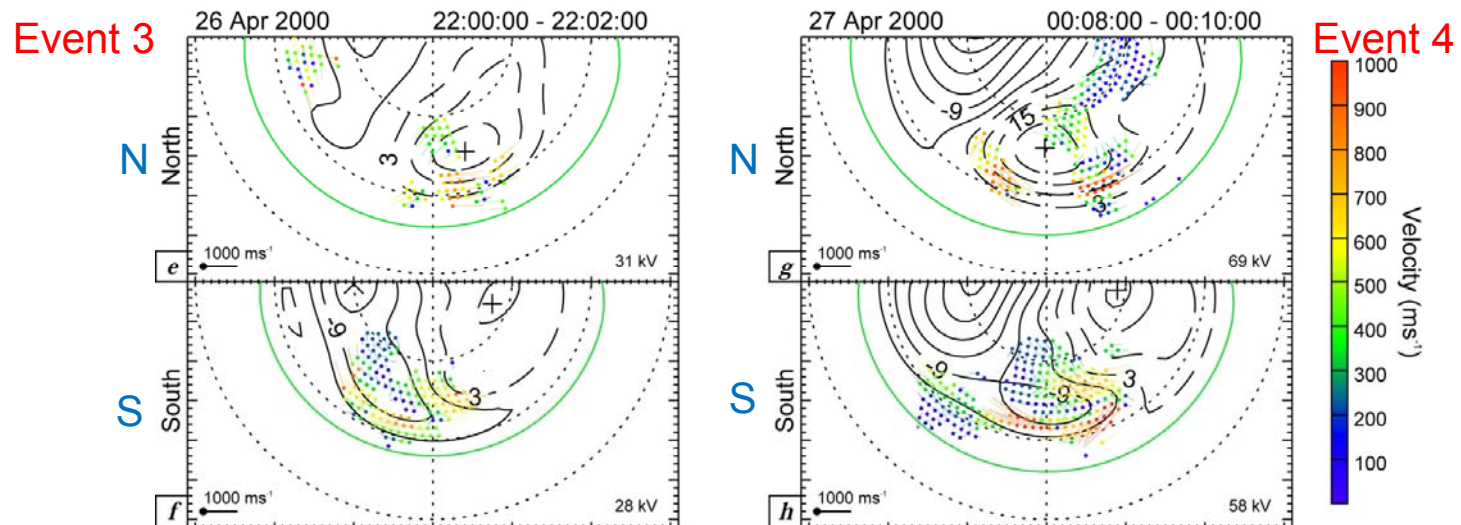 Event 3
26 Apr 2000 22:00:00 - 22:02:00
27 Apr 2000 00:08:00 - 00:10:00
Event 4
N
North
3
e
1000 ms⁻¹
31 kV
N
North
-9
15
3
g
1000 ms⁻¹
69 kV
S
South
-9
3
f
1000 ms⁻¹
28 kV
S
South
-9
-9
3
h
1000 ms⁻¹
58 kV
1000
900
800
700
600
500
400
300
200
100
Velocity (ms⁻¹)